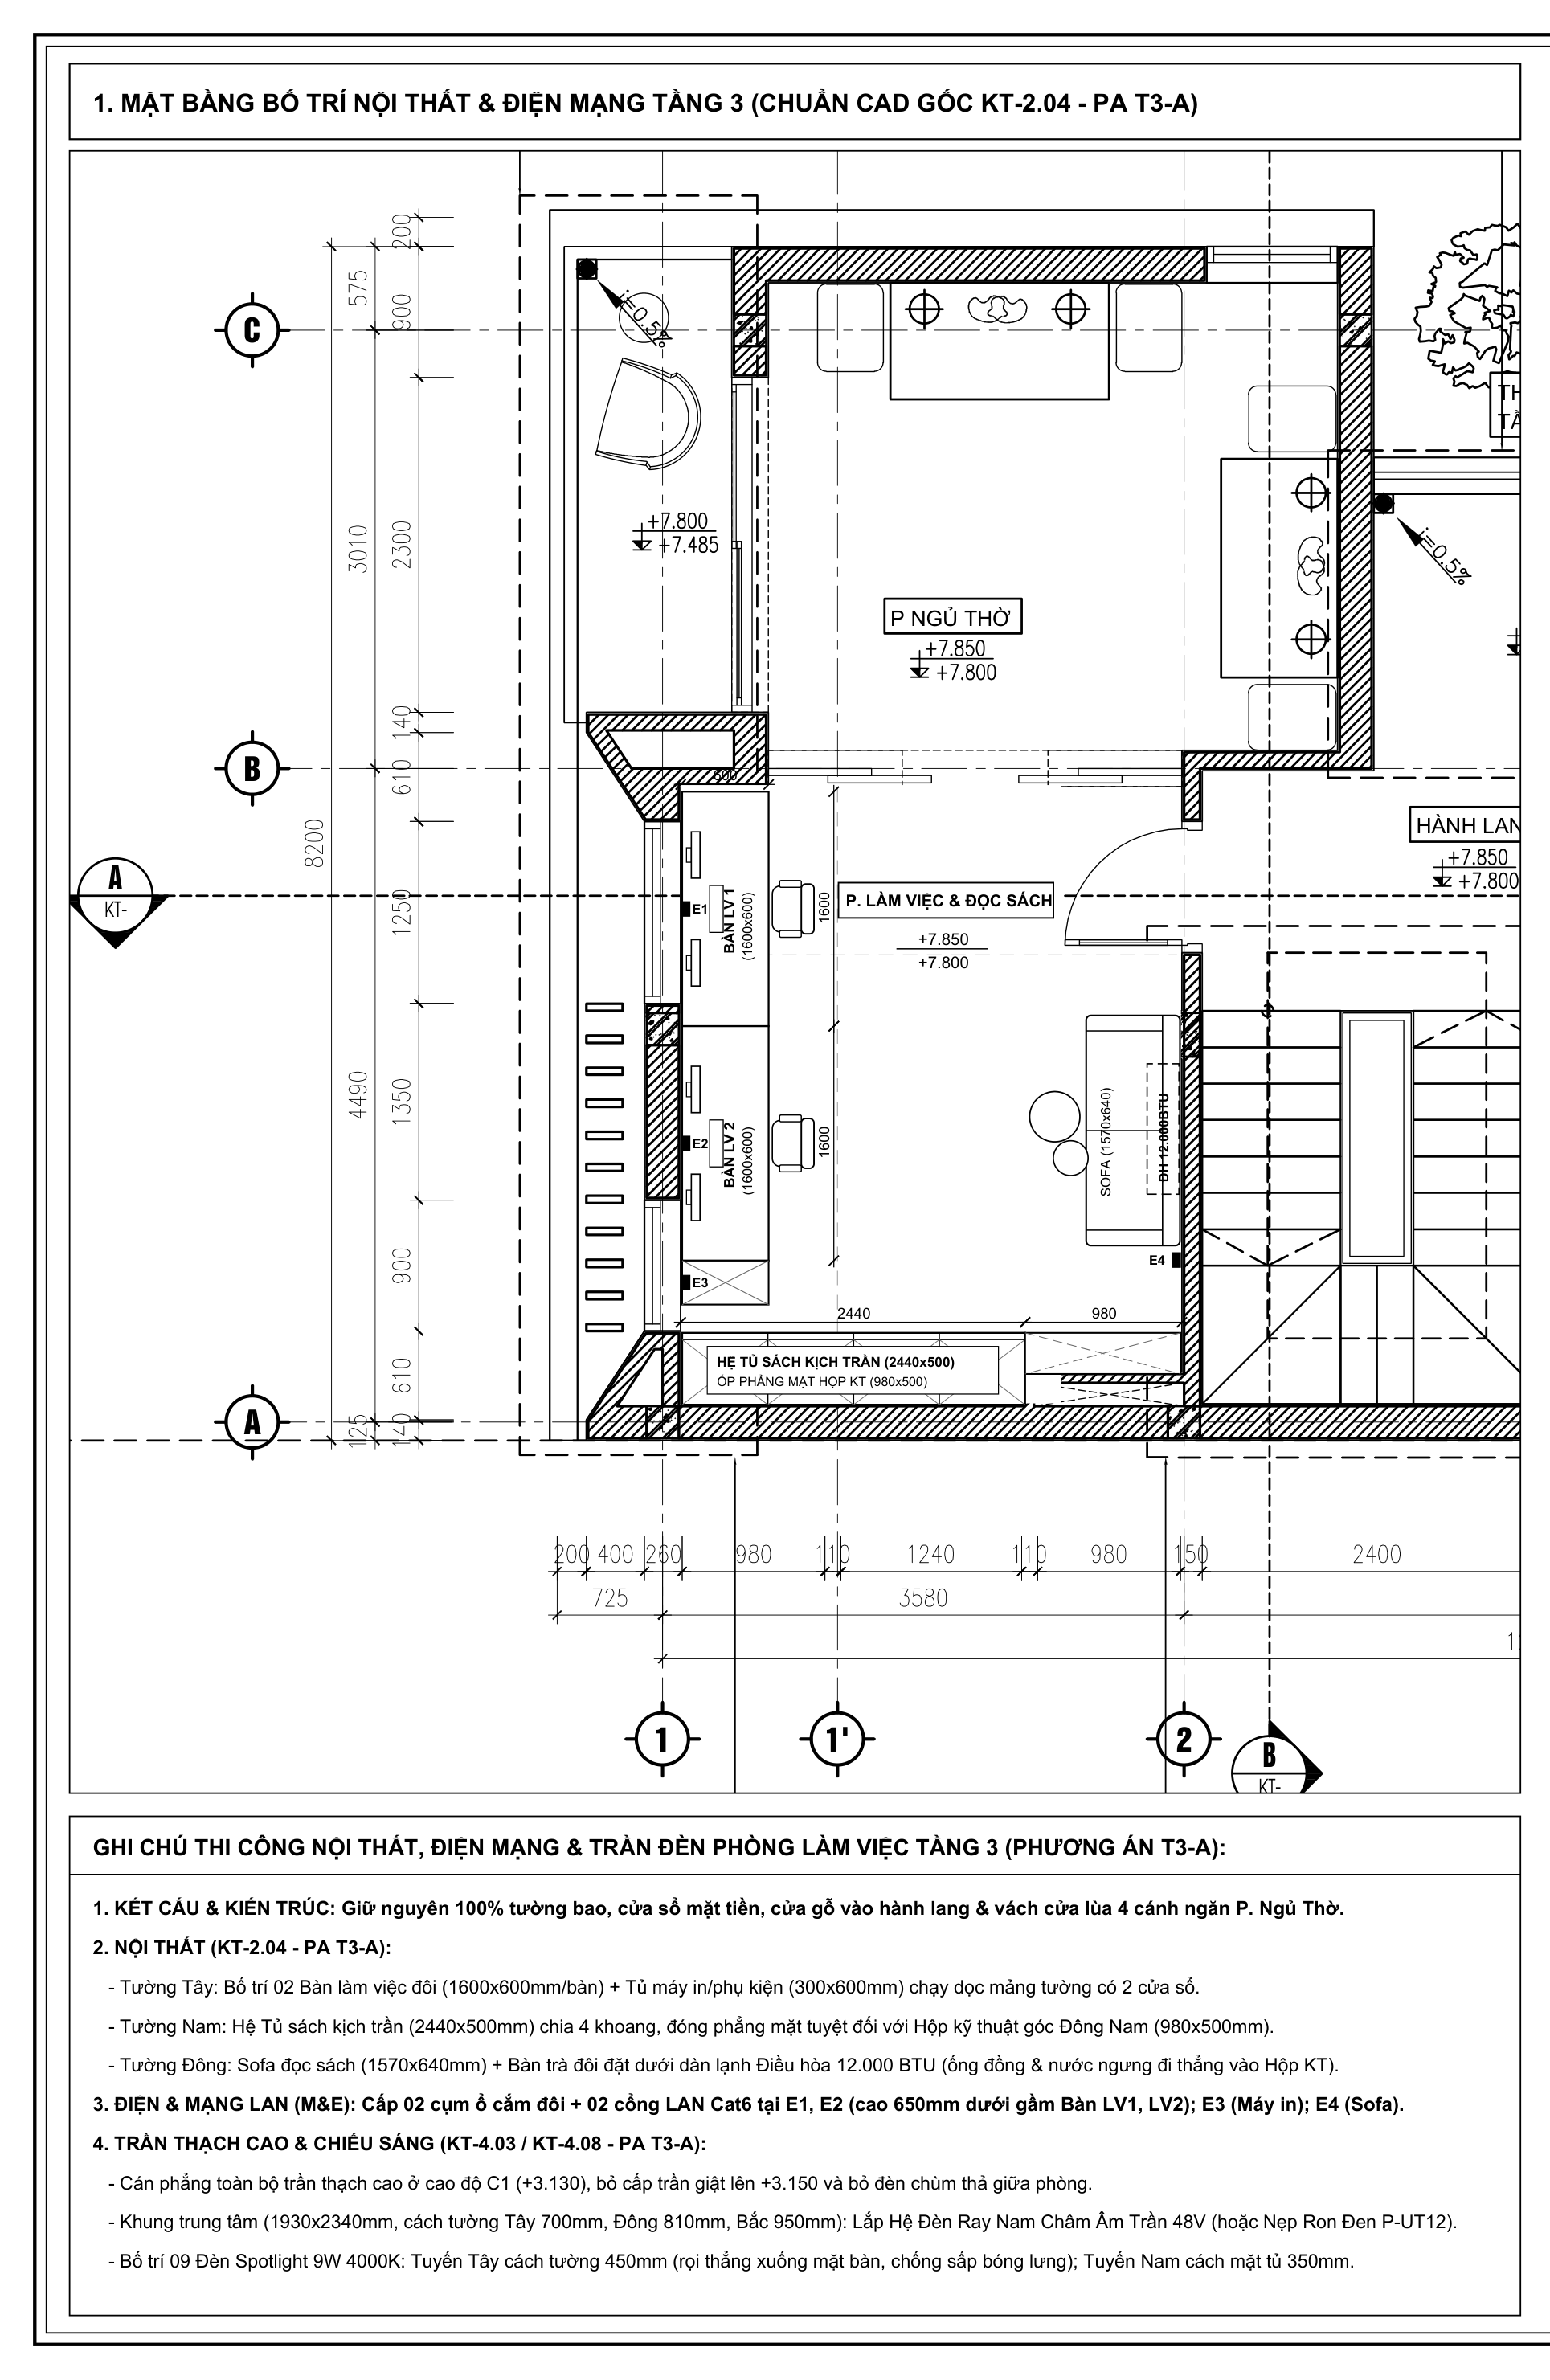 1. MẶT BẰNG BỐ TRÍ NỘI THẤT & ĐIỆN MẠNG TẦNG 3 (CHUẨN CAD GỐC KT-2.04 - PA T3-A)
200
575
900
C
i=0.5%
TẦ
3010
2300
+7.800
+7.485
i=0.5%
P NGỦ THỜ
+7.850
+7.800
140
B
610
600
8200
HÀNH LAN
+7.850
+7.800
A
KT-
1250
E1
BÀN LV 1
(1600x600)
1600
P. LÀM VIỆC & ĐỌC SÁCH
+7.850
+7.800
4490
1350
E2
BÀN LV 2
(1600x600)
1600
SOFA (1570x640)
ĐH 12.000BTU
900
E3
E4
2440
980
HỆ TỦ SÁCH KỊCH TRẦN (2440x500)
ỐP PHẲNG MẶT HỘP KT (980x500)
610
A
125
140
200 400 260 980 110 1240 110 980 150 2400
725 3580
1 1' 2
B
KT-
GHI CHÚ THI CÔNG NỘI THẤT, ĐIỆN MẠNG & TRẦN ĐÈN PHÒNG LÀM VIỆC TẦNG 3 (PHƯƠNG ÁN T3-A):
1. KẾT CẤU & KIẾN TRÚC: Giữ nguyên 100% tường bao, cửa sổ mặt tiền, cửa gỗ vào hành lang & vách cửa lùa 4 cánh ngăn P. Ngủ Thờ.
2. NỘI THẤT (KT-2.04 - PA T3-A):
- Tường Tây: Bố trí 02 Bàn làm việc đôi (1600x600mm/bàn) + Tủ máy in/phụ kiện (300x600mm) chạy dọc mảng tường có 2 cửa sổ.
- Tường Nam: Hệ Tủ sách kịch trần (2440x500mm) chia 4 khoang, đóng phẳng mặt tuyệt đối với Hộp kỹ thuật góc Đông Nam (980x500mm).
- Tường Đông: Sofa đọc sách (1570x640mm) + Bàn trà đôi đặt dưới dàn lạnh Điều hòa 12.000 BTU (ống đồng & nước ngưng đi thẳng vào Hộp KT).
3. ĐIỆN & MẠNG LAN (M&E): Cấp 02 cụm ổ cắm đôi + 02 cổng LAN Cat6 tại E1, E2 (cao 650mm dưới gầm Bàn LV1, LV2); E3 (Máy in); E4 (Sofa).
4. TRẦN THẠCH CAO & CHIẾU SÁNG (KT-4.03 / KT-4.08 - PA T3-A):
- Cán phẳng toàn bộ trần thạch cao ở cao độ C1 (+3.130), bỏ cấp trần giật lên +3.150 và bỏ đèn chùm thả giữa phòng.
- Khung trung tâm (1930x2340mm, cách tường Tây 700mm, Đông 810mm, Bắc 950mm): Lắp Hệ Đèn Ray Nam Châm Âm Trần 48V (hoặc Nẹp Ron Đen P-UT12).
- Bố trí 09 Đèn Spotlight 9W 4000K: Tuyến Tây cách tường 450mm (rọi thẳng xuống mặt bàn, chống sấp bóng lưng); Tuyến Nam cách mặt tủ 350mm.